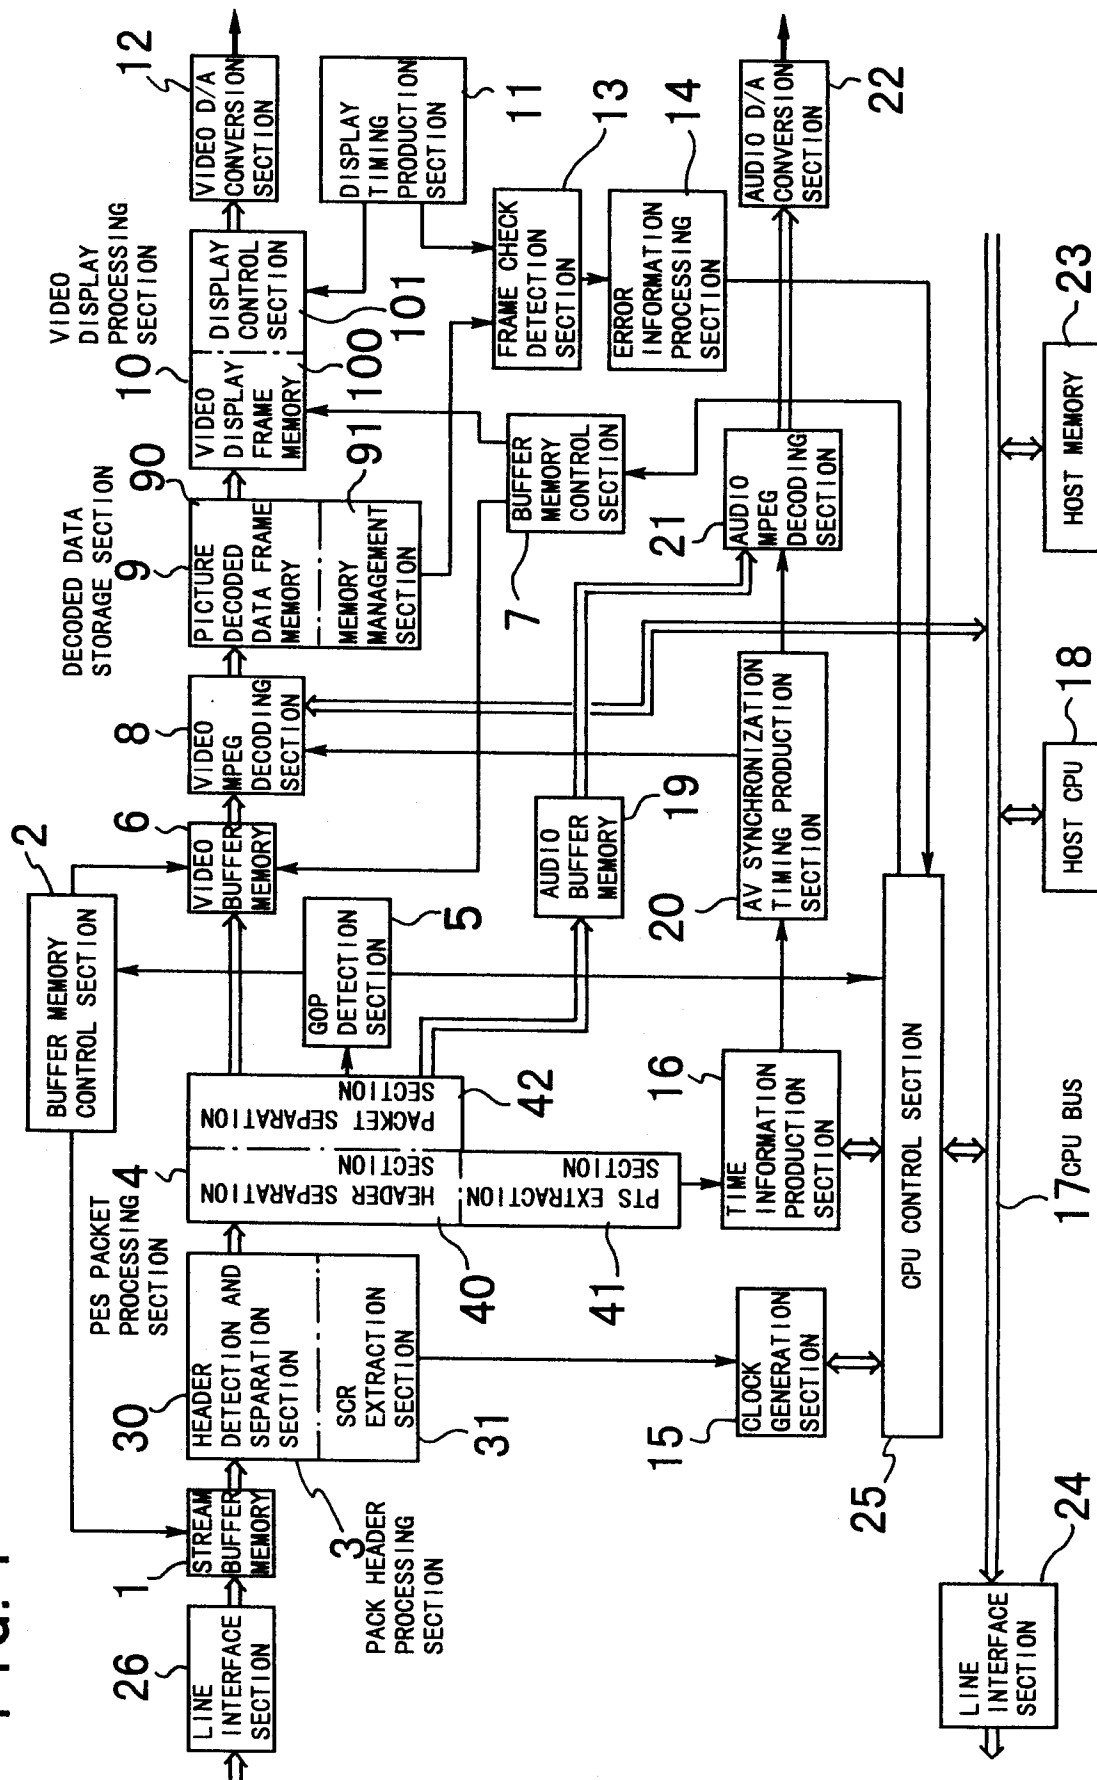 FIG. 1
26
LINE
INTERFACE
SECTION
1
STREAM
BUFFER
MEMORY
30
HEADER
DETECTION AND
SEPARATION
SECTION
SCR
EXTRACTION
SECTION
31
3
PACK HEADER
PROCESSING
SECTION
PES PACKET
PROCESSING
SECTION
4
HEADER SEPARATION
SECTION
PACKET SEPARATION
SECTION
PTS EXTRACTION
SECTION
40
41
42
2
BUFFER MEMORY
CONTROL SECTION
GOP
DETECTION
SECTION
5
6
VIDEO
BUFFER
MEMORY
8
VIDEO
MPEG
DECODING
SECTION
DECODED DATA
STORAGE SECTION
9
90
PICTURE
DECODED
DATA FRAME
MEMORY
MEMORY
MANAGEMENT
SECTION
91
10
VIDEO
DISPLAY
PROCESSING
SECTION
VIDEO
DISPLAY
FRAME
MEMORY
100
DISPLAY
CONTROL
SECTION
101
12
VIDEO D/A
CONVERSION
SECTION
DISPLAY
TIMING
PRODUCTION
SECTION
11
FRAME CHECK
DETECTION
SECTION
13
ERROR
INFORMATION
PROCESSING
SECTION
14
BUFFER
MEMORY
CONTROL
SECTION
7
AUDIO
BUFFER
MEMORY
19
21
AUDIO
MPEG
DECODING
SECTION
AUDIO D/A
CONVERSION
SECTION
22
15
CLOCK
GENERATION
SECTION
16
TIME
INFORMATION
PRODUCTION
SECTION
20
AV SYNCHRONIZATION
TIMING PRODUCTION
SECTION
25
CPU CONTROL SECTION
17 CPU BUS
LINE
INTERFACE
SECTION
24
HOST CPU
18
HOST MEMORY
23